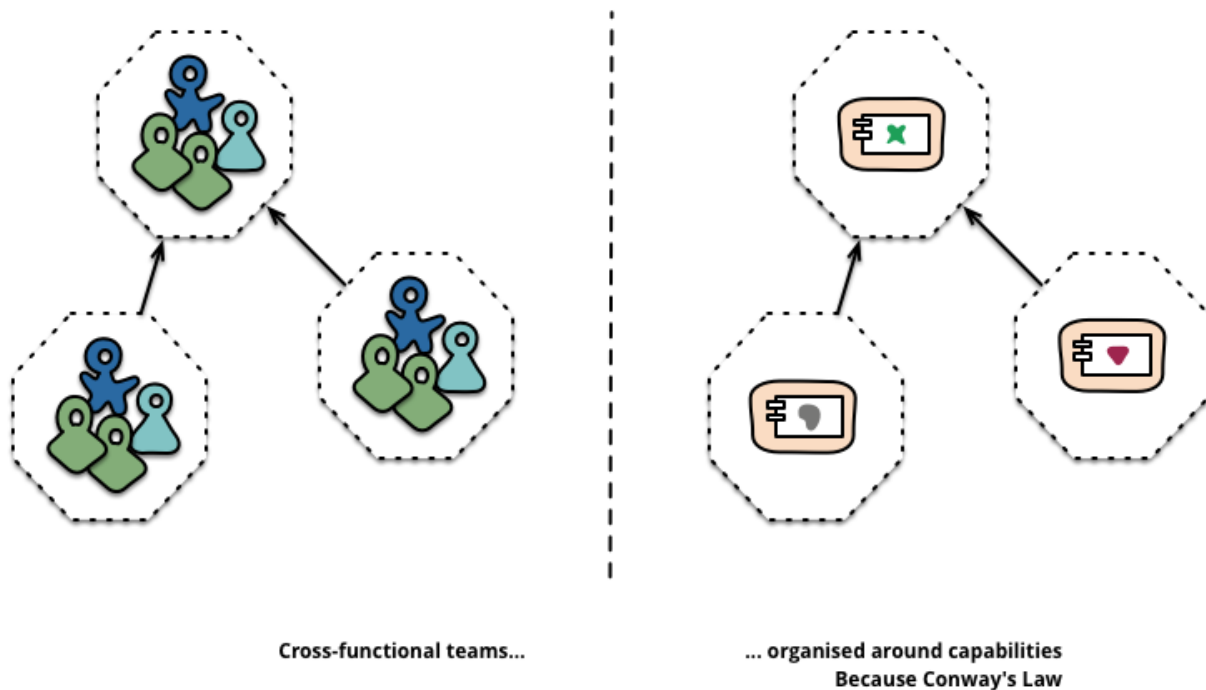 Cross-functional teams...
... organised around capabilities
Because Conway's Law